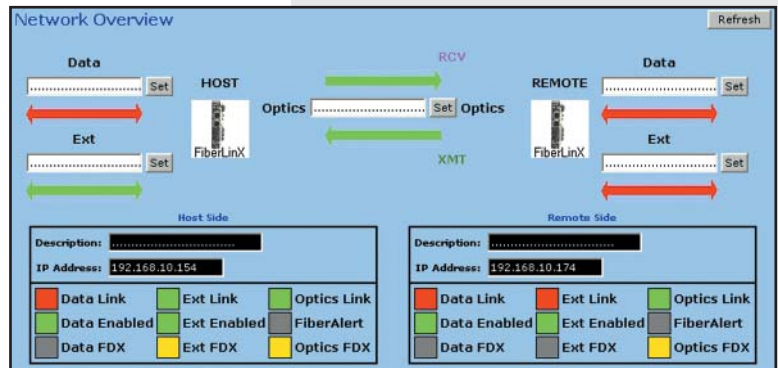 Network Overview
Refresh
RCV
Data
Data
Set
HOST
REMOTE
Set
Optics
Set
Optics
Ext
FiberLinX
FiberLinX
Ext
Set
XMT
Set
Host Side
Description:
IP Address: 192.168.10.154
Data Link
Ext Link
Optics Link
Data Enabled
Ext Enabled
FiberAlert
Data FDX
Ext FDX
Optics FDX
Remote Side
Description:
IP Address: 192.168.10.174
Data Link
Ext Link
Optics Link
Data Enabled
Ext Enabled
FiberAlert
Data FDX
Ext FDX
Optics FDX